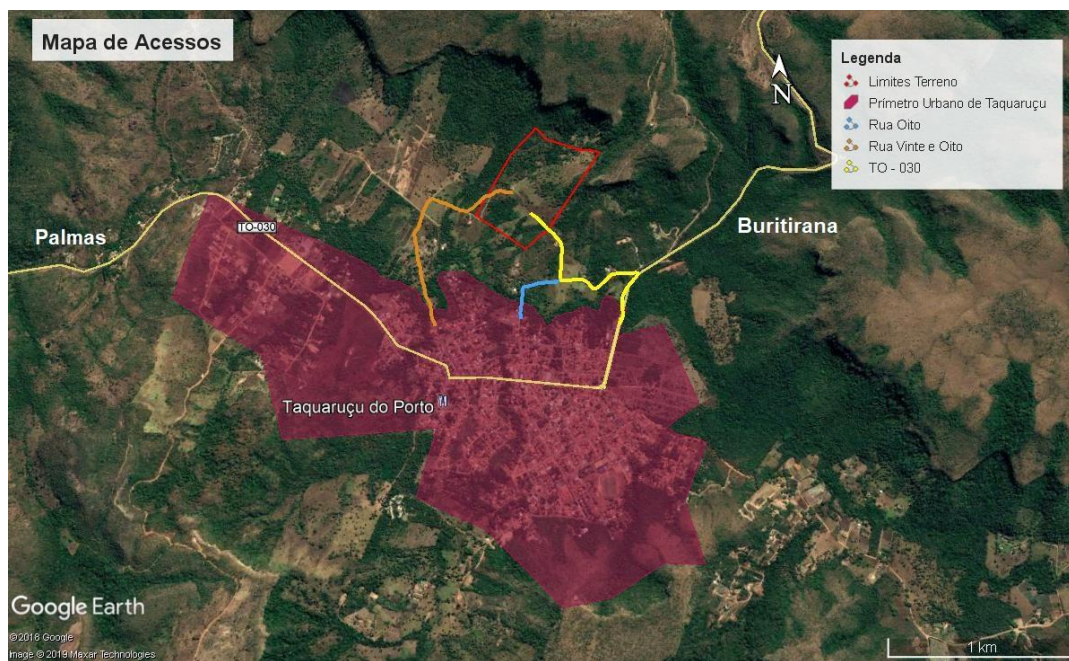 Mapa de Acessos
Legenda
Limites Terreno
Prímetro Urbano de Taquaruçu
Rua Oito
Rua Vinte e Oito
TO - 030
N
Palmas
TO-030
Buritirana
Taquaruçu do Porto
Google Earth
©2018 Google
Image © 2019 Maxar Technologies
1 km